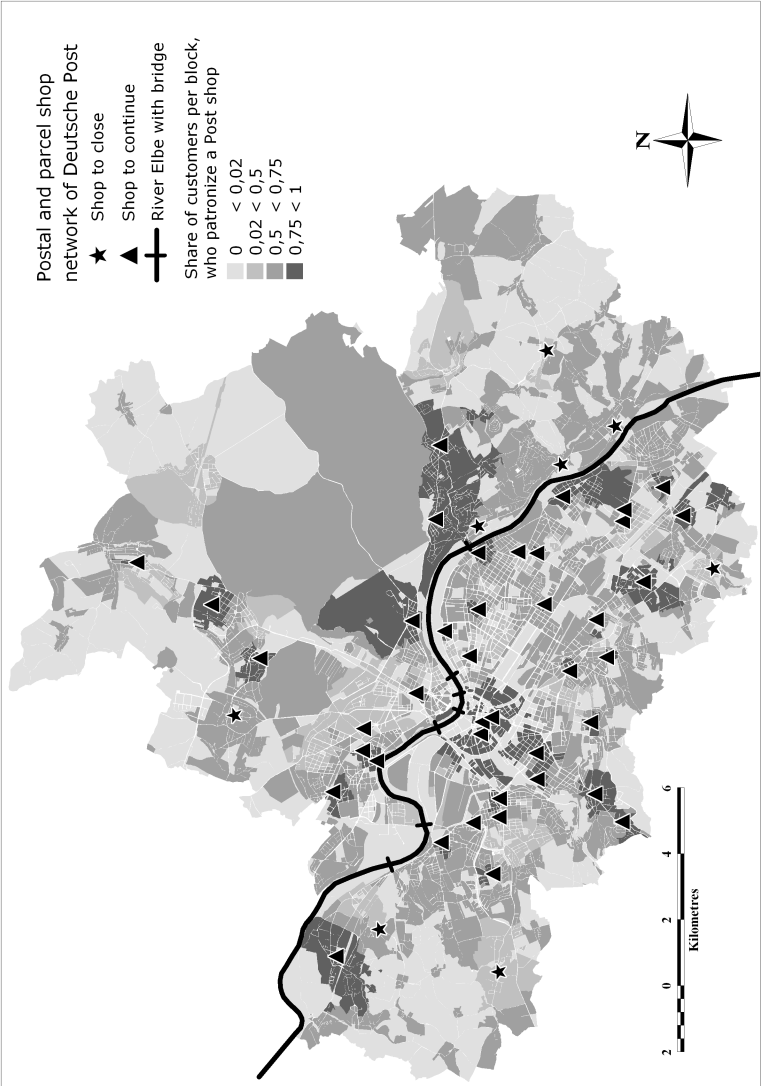 Postal and parcel shop
network of Deutsche Post
Shop to close
Shop to continue
River Elbe with bridge
Share of customers per block,
who patronize a Post shop
0 < 0,02
0,02 < 0,5
0,5 < 0,75
0,75 < 1
N
2 0 2 4 6
Kilometres